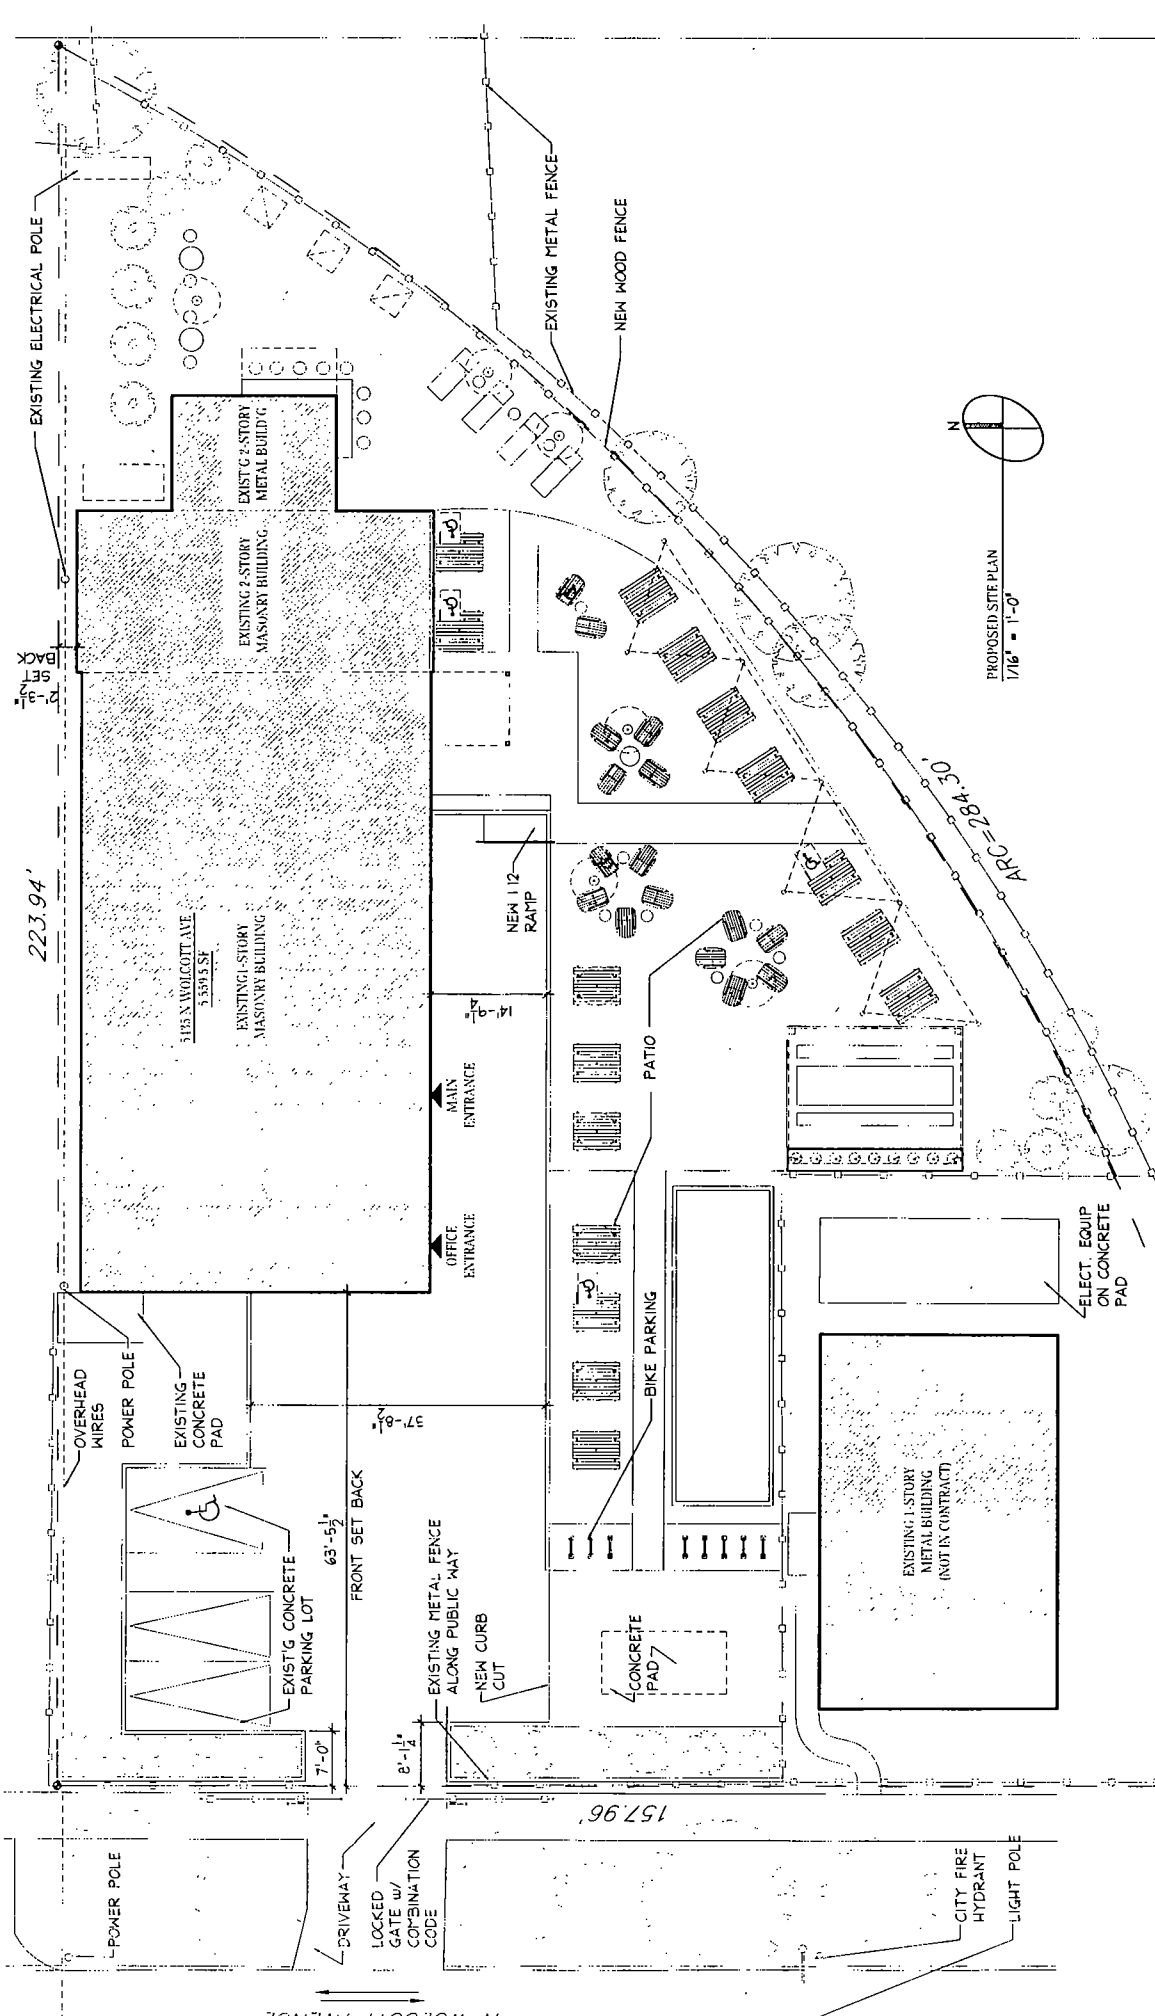 EXISTING ELECTRICAL POLE
EXISTING METAL FENCE
NEW WOOD FENCE
EXIST'G 2-STORY
METAL BUILD'G
EXISTING 2-STORY
MASONRY BUILDING
2'-3½"
SET
BACK
223.94'
5125 N WOLCOTT AVE
EXISTING 1-STORY
MASONRY BUILDING
NEW 1:12
RAMP
14'-9¼"
MAIN
ENTRANCE
OFFICE
ENTRANCE
PATIO
N
PROPOSED SITE PLAN
1/16" = 1'-0"
ARC=284.30'
OVERHEAD
WIRES
POWER POLE
EXISTING
CONCRETE
PAD
37'-8½"
BIKE PARKING
ELECT. EQUIP
ON CONCRETE
PAD
EXIST'G CONCRETE
PARKING LOT
63'-5½"
FRONT SET BACK
EXISTING METAL FENCE
ALONG PUBLIC WAY
NEW CURB
CUT
CONCRETE
PAD
EXISTING 1-STORY
METAL BUILDING
(NOT IN CONTRACT)
7'-0"
8'-1¼"
157.96'
POWER POLE
DRIVEWAY
LOCKED
GATE w/
COMBINATION
CODE
CITY FIRE
HYDRANT
LIGHT POLE